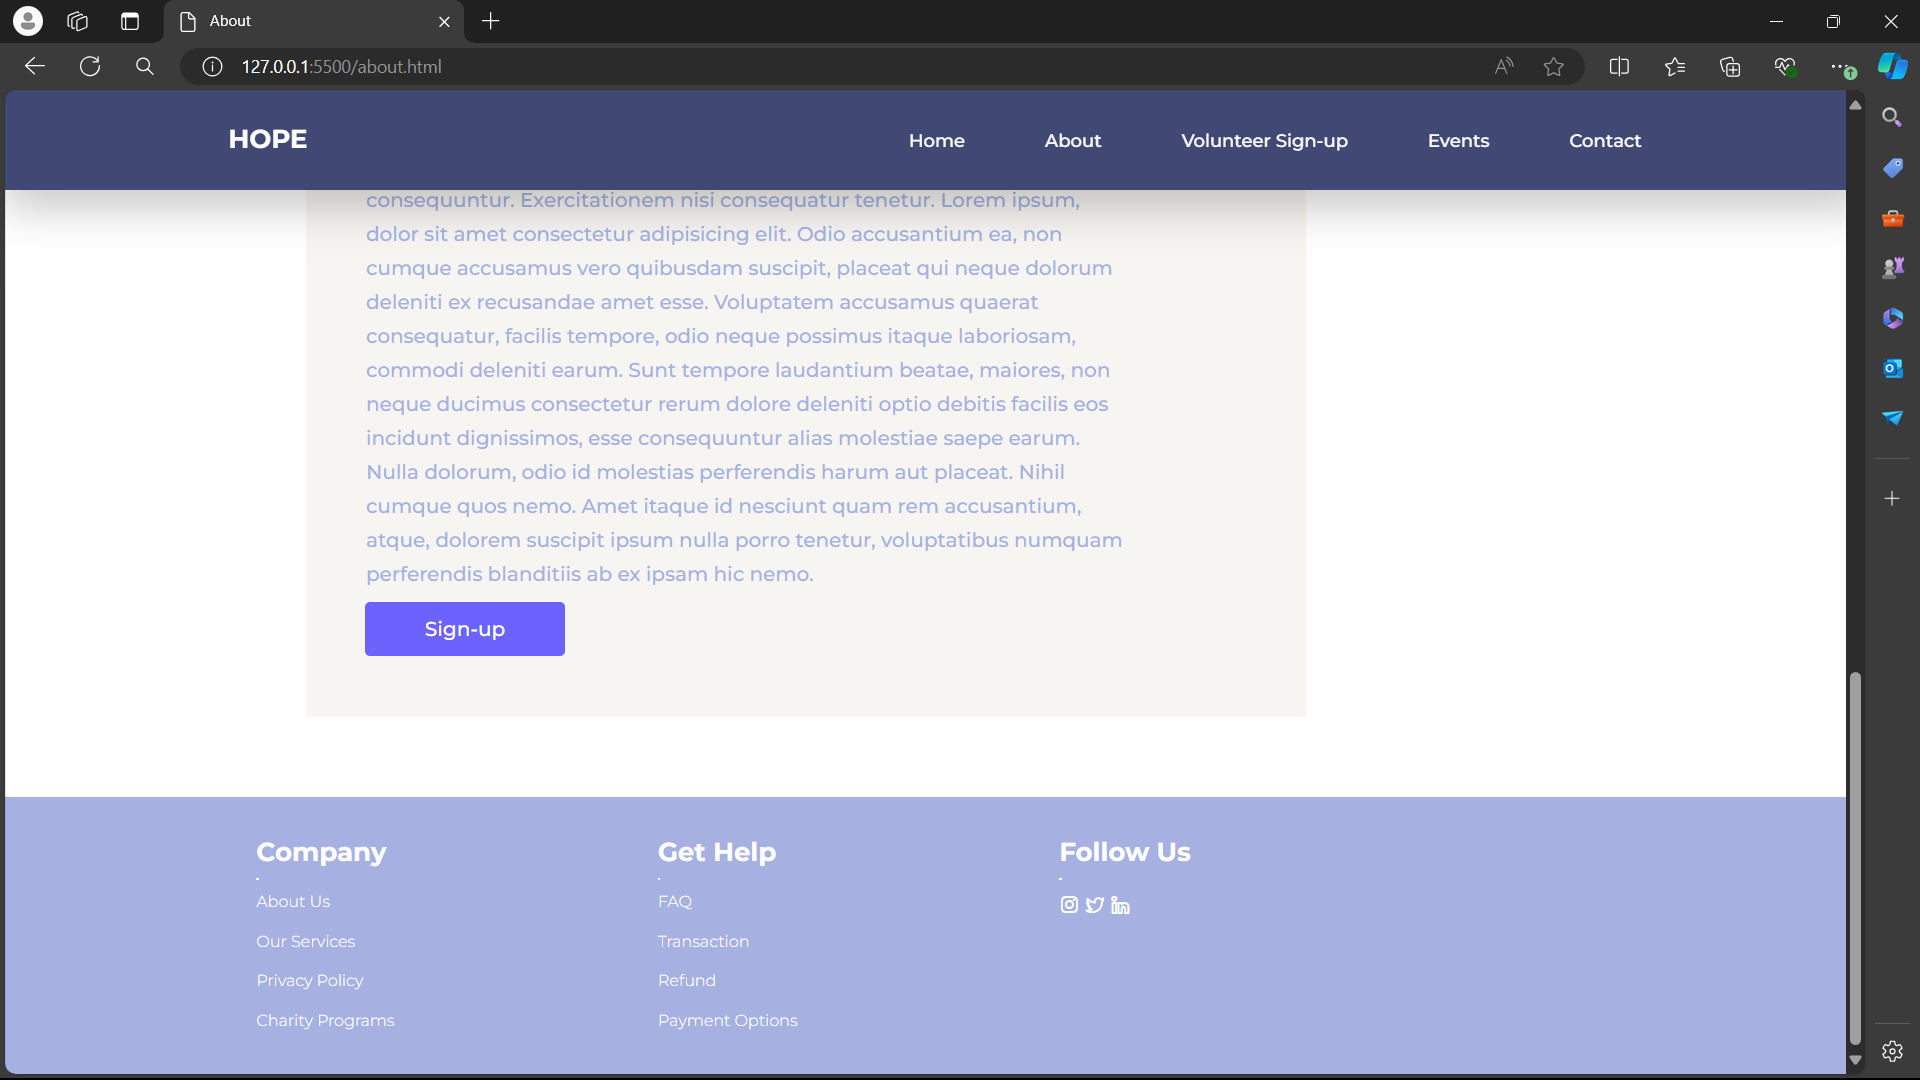 About
127.0.0.1:5500/about.html
HOPE
Home
About
Volunteer Sign-up
Events
Contact
consequuntur. Exercitationem nisi consequatur tenetur. Lorem ipsum,
dolor sit amet consectetur adipisicing elit. Odio accusantium ea, non
cumque accusamus vero quibusdam suscipit, placeat qui neque dolorum
deleniti ex recusandae amet esse. Voluptatem accusamus quaerat
consequatur, facilis tempore, odio neque possimus itaque laboriosam,
commodi deleniti earum. Sunt tempore laudantium beatae, maiores, non
neque ducimus consectetur rerum dolore deleniti optio debitis facilis eos
incidunt dignissimos, esse consequuntur alias molestiae saepe earum.
Nulla dolorum, odio id molestias perferendis harum aut placeat. Nihil
cumque quos nemo. Amet itaque id nesciunt quam rem accusantium,
atque, dolorem suscipit ipsum nulla porro tenetur, voluptatibus numquam
perferendis blanditiis ab ex ipsam hic nemo.
Sign-up
Company
About Us
Our Services
Privacy Policy
Charity Programs
Get Help
FAQ
Transaction
Refund
Payment Options
Follow Us